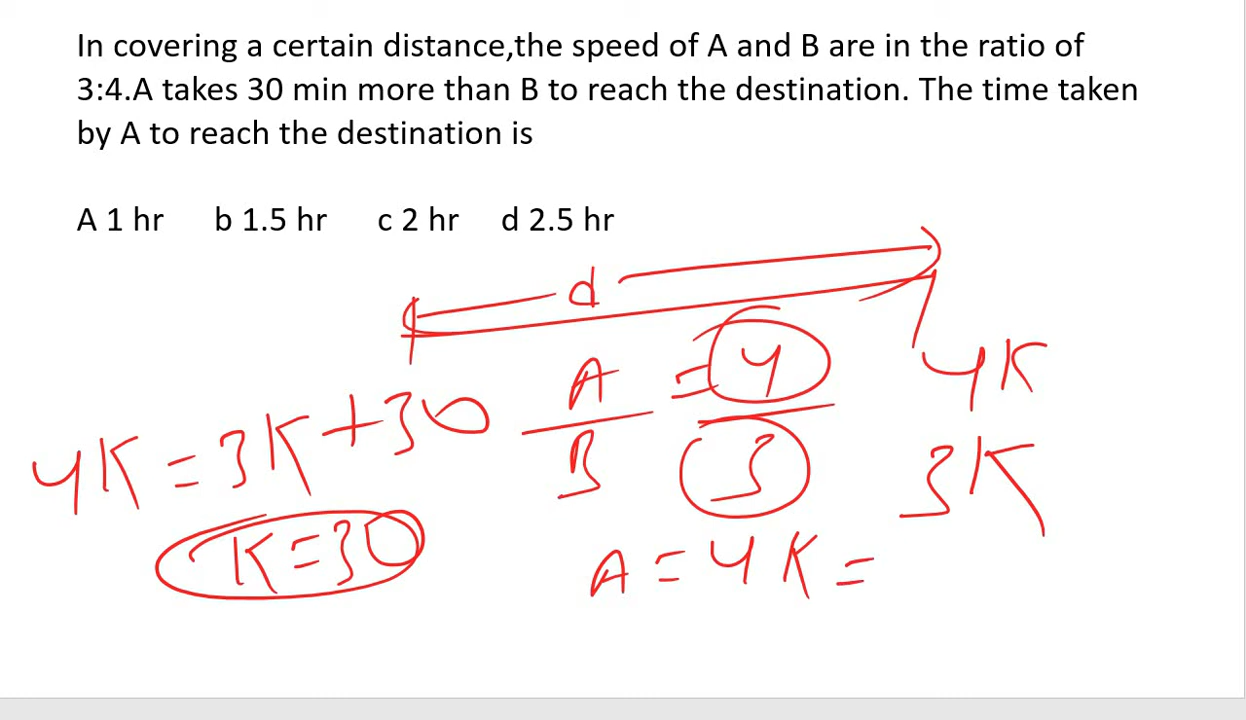 In covering a certain distance,the speed of A and B are in the ratio of
3:4.A takes 30 min more than B to reach the destination. The time taken
by A to reach the destination is
A 1 hr b 1.5 hr c 2 hr d 2.5 hr
d
A/B = 4/3
4K
3K
4K = 3K+30
K=30
A = 4K =